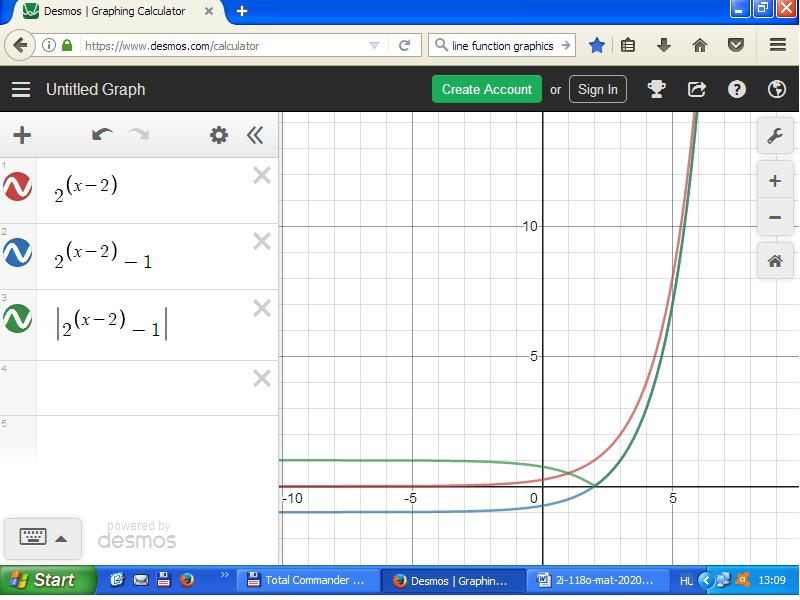 Desmos | Graphing Calculator
https://www.desmos.com/calculator
line function graphics
Untitled Graph
Create Account or Sign In
1
2^(x−2)
2
2^(x−2) − 1
3
|2^(x−2) − 1|
4
5
powered by
desmos
10
5
-10 -5 0 5
Start
Total Commander ...
Desmos | Graphin...
2i-118o-mat-2020...
HU
13:09